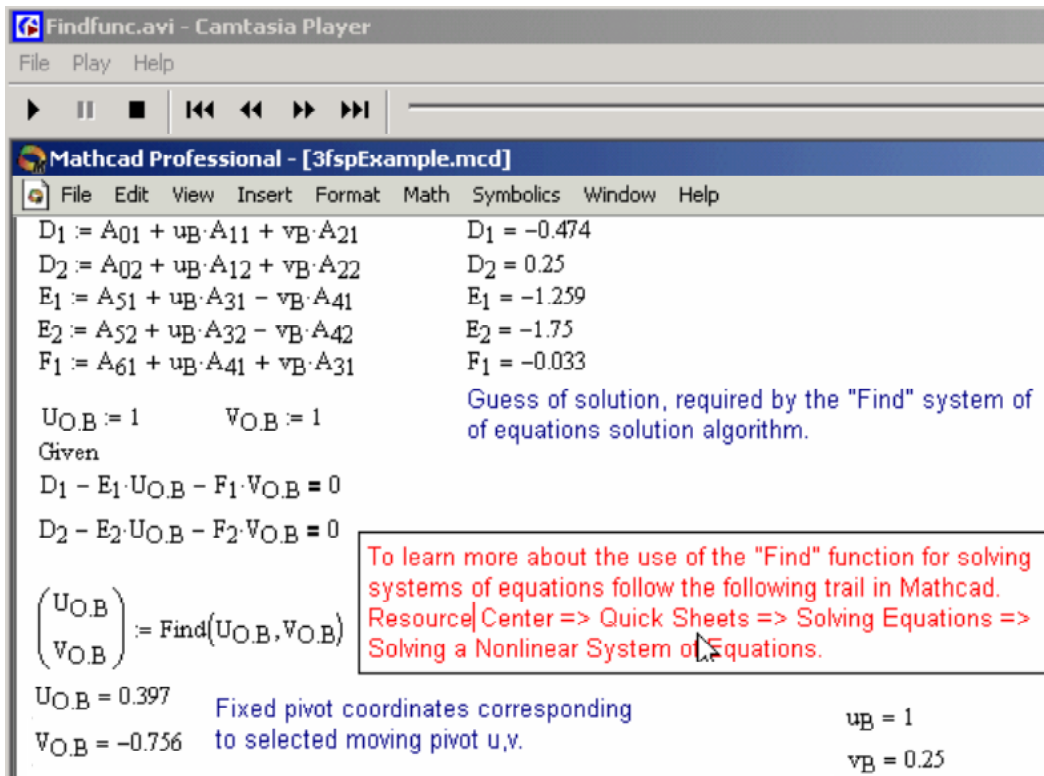 Findfunc.avi - Camtasia Player
File Play Help
Mathcad Professional - [3fspExample.mcd]
File Edit View Insert Format Math Symbolics Window Help
D1 := A01 + uB·A11 + vB·A21 D1 = −0.474
D2 := A02 + uB·A12 + vB·A22 D2 = 0.25
E1 := A51 + uB·A31 − vB·A41 E1 = −1.259
E2 := A52 + uB·A32 − vB·A42 E2 = −1.75
F1 := A61 + uB·A41 + vB·A31 F1 = −0.033
UO.B := 1 VO.B := 1
Guess of solution, required by the "Find" system of
of equations solution algorithm.
Given
D1 − E1·UO.B − F1·VO.B = 0
D2 − E2·UO.B − F2·VO.B = 0
To learn more about the use of the "Find" function for solving
systems of equations follow the following trail in Mathcad.
Resource Center => Quick Sheets => Solving Equations =>
Solving a Nonlinear System of Equations.
(UO.B
VO.B) := Find(UO.B, VO.B)
UO.B = 0.397
VO.B = −0.756
Fixed pivot coordinates corresponding
to selected moving pivot u,v.
uB = 1
vB = 0.25